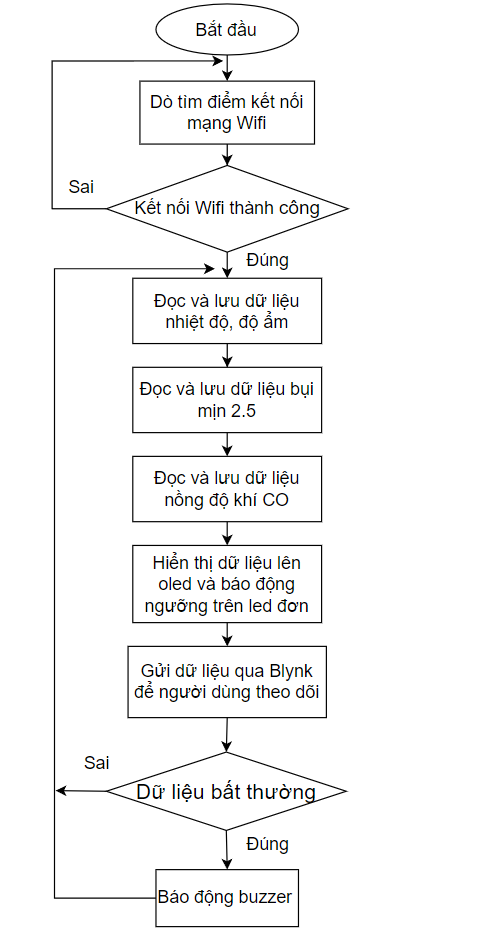 Bắt đầu
Dò tìm điểm kết nối
mạng Wifi
Sai
Kết nối Wifi thành công
Đúng
Đọc và lưu dữ liệu
nhiệt độ, độ ẩm
Đọc và lưu dữ liệu bụi
mịn 2.5
Đọc và lưu dữ liệu
nồng độ khí CO
Hiển thị dữ liệu lên
oled và báo động
ngưỡng trên led đơn
Gửi dữ liệu qua Blynk
để người dùng theo dõi
Sai
Dữ liệu bất thường
Đúng
Báo động buzzer